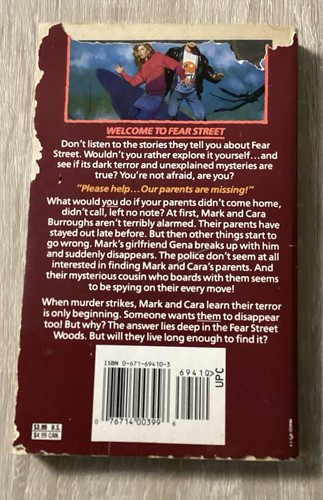 WELCOME TO FEAR STREET
Don't listen to the stories they tell you about Fear
Street. Wouldn't you rather explore it yourself...and
see if its dark terror and unexplained mysteries are
true? You're not afraid, are you?
"Please help...Our parents are missing!"
What would you do if your parents didn't come home,
didn't call, left no note? At first, Mark and Cara
Burroughs aren't terribly alarmed. Their parents have
stayed out late before. But then other things start to
go wrong. Mark's girlfriend Gena breaks up with him
and suddenly disappears. The police don't seem at all
interested in finding Mark and Cara's parents. And
their mysterious cousin who boards with them seems
to be spying on their every move!
When murder strikes, Mark and Cara learn their terror
is only beginning. Someone wants them to disappear
too! But why? The answer lies deep in the Fear Street
Woods. But will they live long enough to find it?
ISBN 0-671-69410-3
69410>
UPC
0 76714 00399 6
$3.99 U.S.
$4.99 CAN.